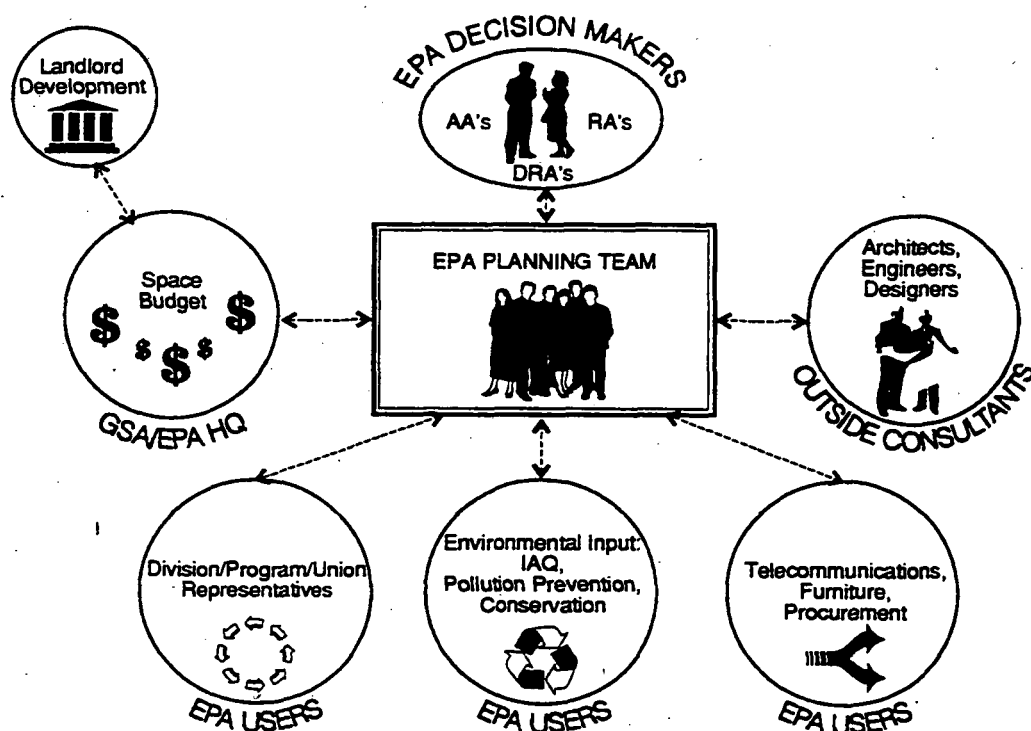 EPA DECISION MAKERS
Landlord
Development
AA's
RA's
DRA's
EPA PLANNING TEAM
Space
Budget
$ $ $ $ $
GSA/EPA HQ
Architects,
Engineers,
Designers
OUTSIDE CONSULTANTS
Division/Program/Union
Representatives
EPA USERS
Environmental Input:
IAQ,
Pollution Prevention,
Conservation
EPA USERS
Telecommunications,
Furniture,
Procurement
EPA USERS